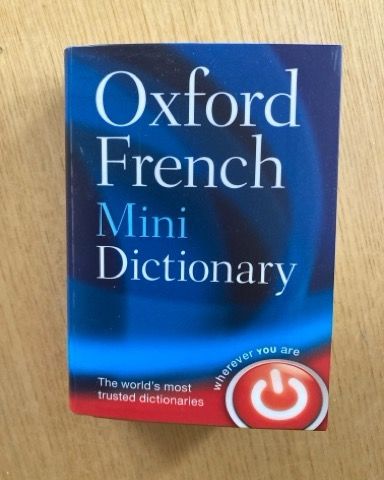 Oxford
French
Mini
Dictionary
wherever YOU are
The world's most
trusted dictionaries